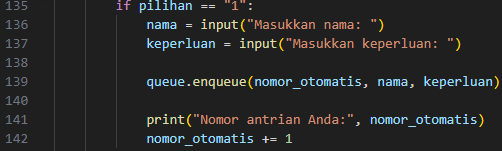 135 if pilihan == "1":
136 nama = input("Masukkan nama: ")
137 keperluan = input("Masukkan keperluan: ")
138
139 queue.enqueue(nomor_otomatis, nama, keperluan)
140
141 print("Nomor antrian Anda:", nomor_otomatis)
142 nomor_otomatis += 1